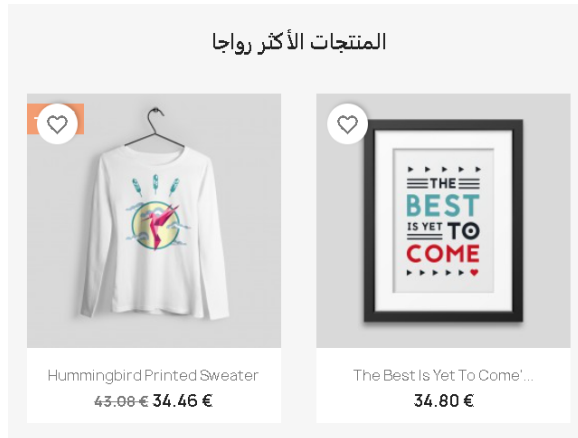 المنتجات الأكثر رواجا
THE
BEST
IS YET TO
COME
Hummingbird Printed Sweater
The Best Is Yet To Come'...
43.08 € 34.46 €
34.80 €